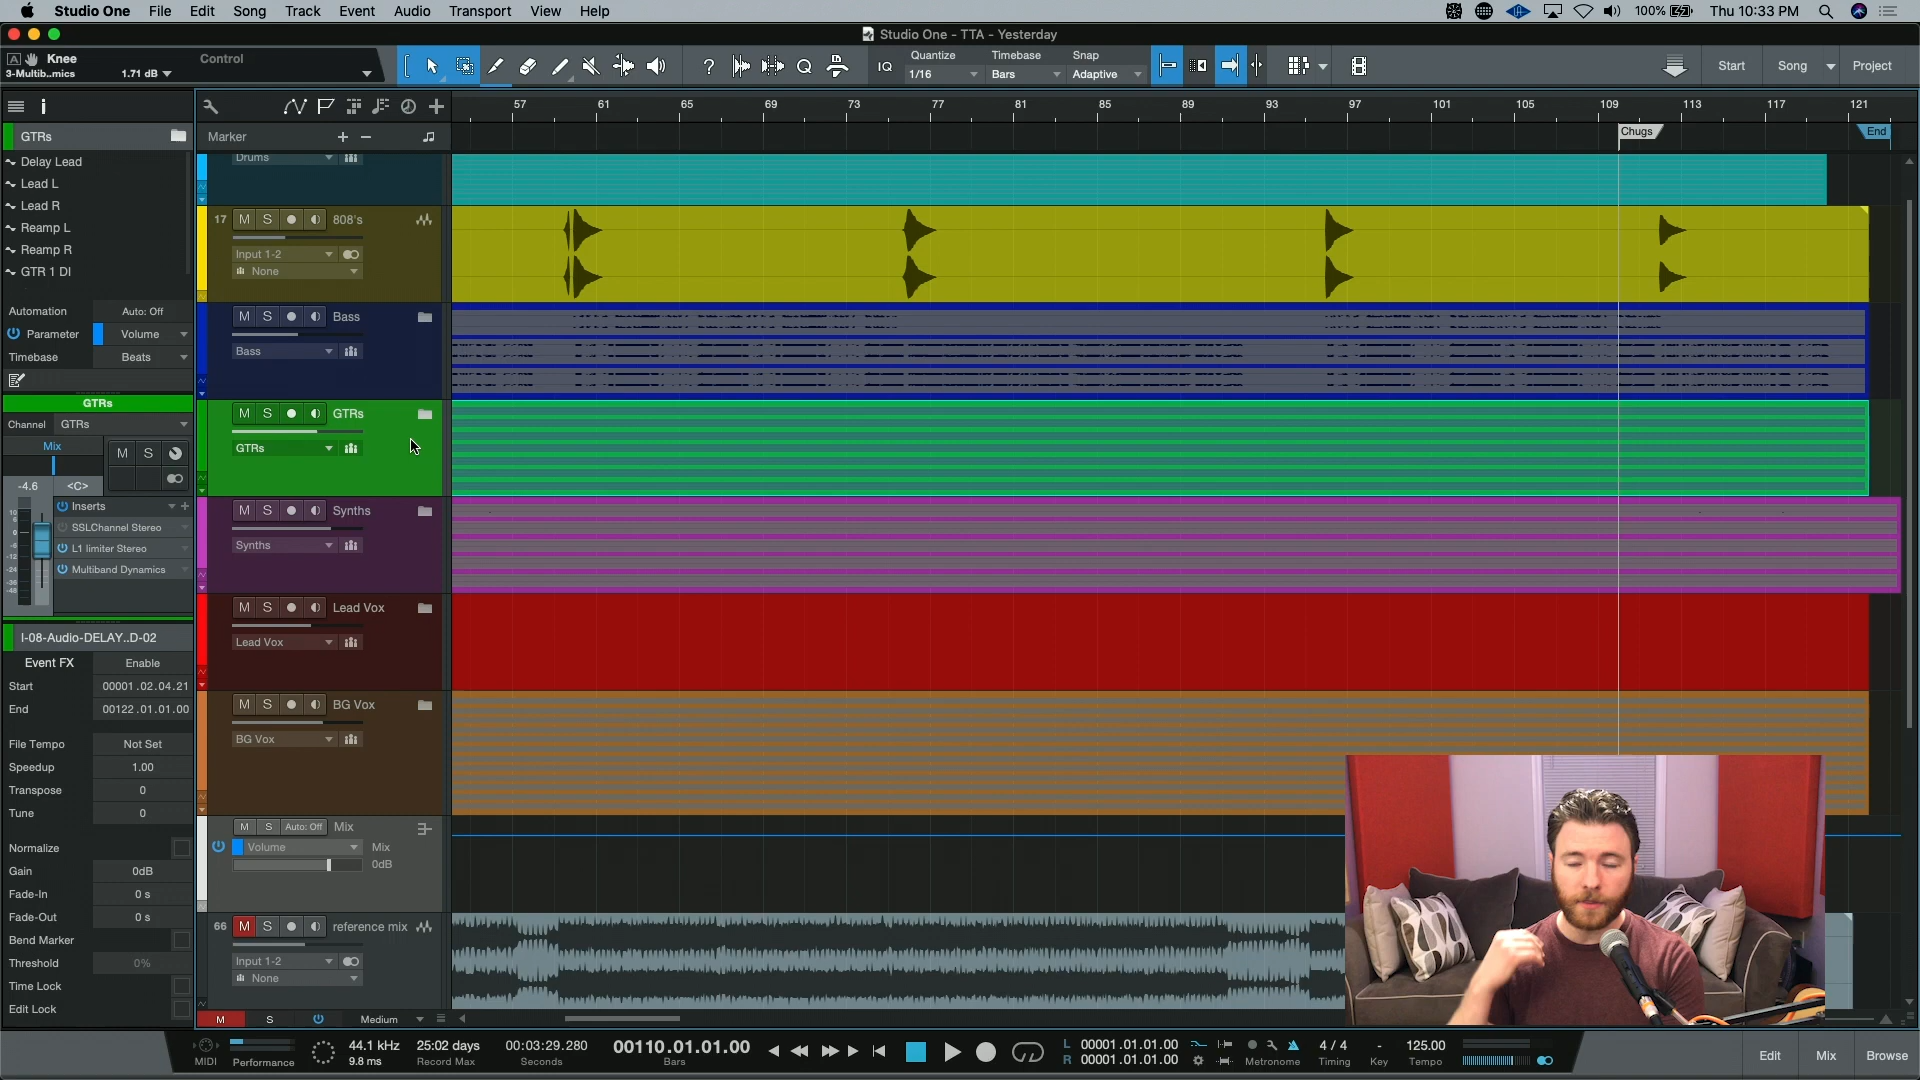 Studio One File Edit Song Track Event Audio Transport View Help
100% Thu 10:33 PM
Studio One - TTA - Yesterday
A Knee Control
3-Multib..mics 1.71 dB
Quantize Timebase Snap
IQ 1/16 Bars Adaptive
Start Song Project
57 61 65 69 73 77 81 85 89 93 97 101 105 109 113 117 121
Marker
Chugs End
GTRs
Delay Lead
Lead L
Lead R
Reamp L
Reamp R
GTR 1 DI
Automation Auto: Off
Parameter Volume
Timebase Beats
GTRs
Channel GTRs
Mix
M S
-4.6 <C>
Inserts
SSLChannel Stereo
L1 limiter Stereo
Multiband Dynamics
I-08-Audio-DELAY..D-02
Event FX Enable
Start 00001.02.04.21
End 00122.01.01.00
File Tempo Not Set
Speedup 1.00
Transpose 0
Tune 0
Normalize
Gain 0dB
Fade-In 0 s
Fade-Out 0 s
Bend Marker
Threshold 0%
Time Lock
Edit Lock
Drums
17 M S 808's
Input 1-2
None
M S Bass
Bass
M S GTRs
GTRs
M S Synths
Synths
M S Lead Vox
Lead Vox
M S BG Vox
BG Vox
M S Auto: Off Mix
Volume Mix
0dB
66 M S reference mix
Input 1-2
None
M S Medium
MIDI Performance
44.1 kHz
9.8 ms
25:02 days
Record Max
00:03:29.280
Seconds
00110.01.01.00
Bars
L 00001.01.01.00
R 00001.01.01.00
Metronome
4 / 4
Timing
-
Key
125.00
Tempo
Edit Mix Browse